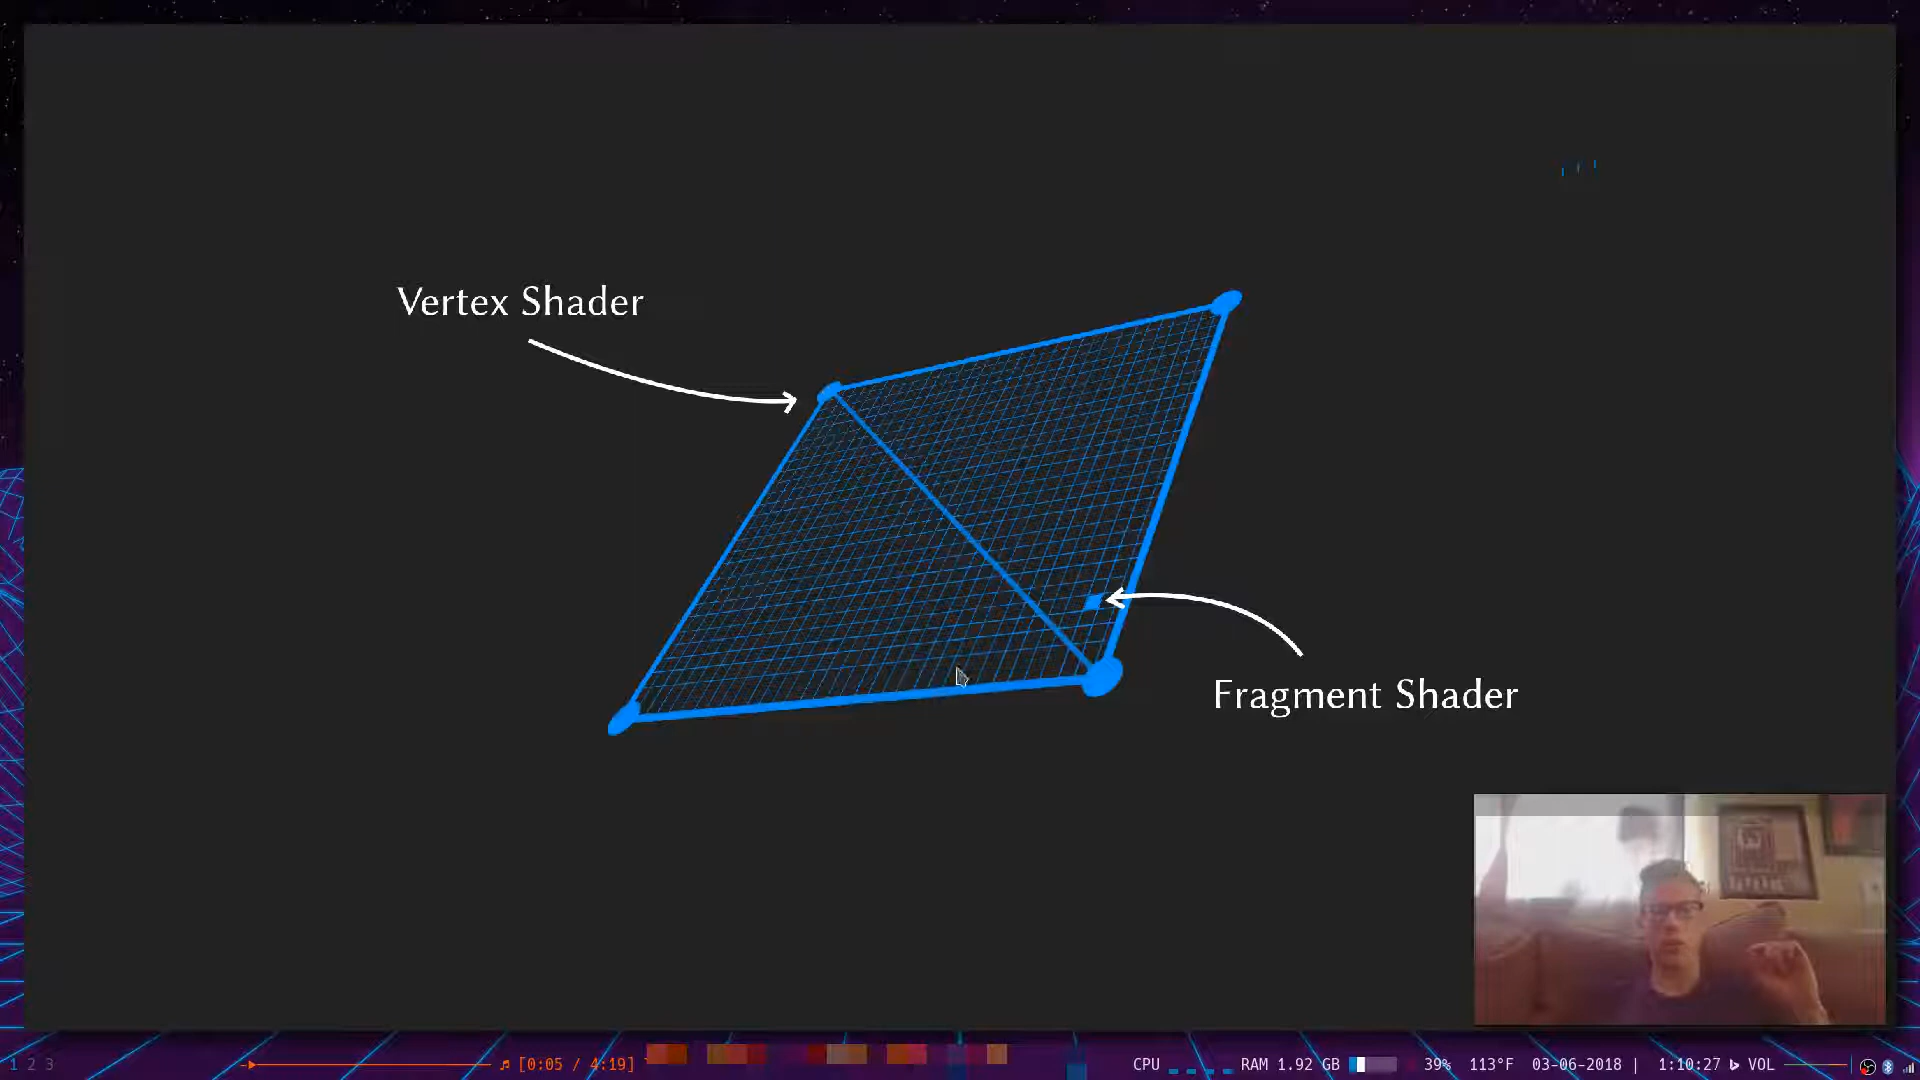 Vertex Shader
Fragment Shader
1 2 3
[0:05 / 4:19]
CPU
RAM 1.92 GB
39%
113°F
03-06-2018 |
1:10:27
VOL